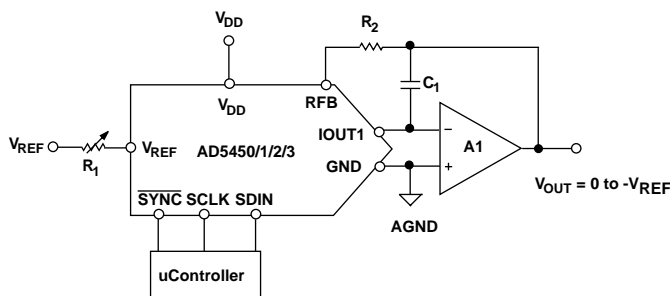 VDD
R2
VDD
RFB
C1
VREF
R1
VREF
AD5450/1/2/3
IOUT1
GND
A1
SYNC SCLK SDIN
AGND
VOUT = 0 to -VREF
uController